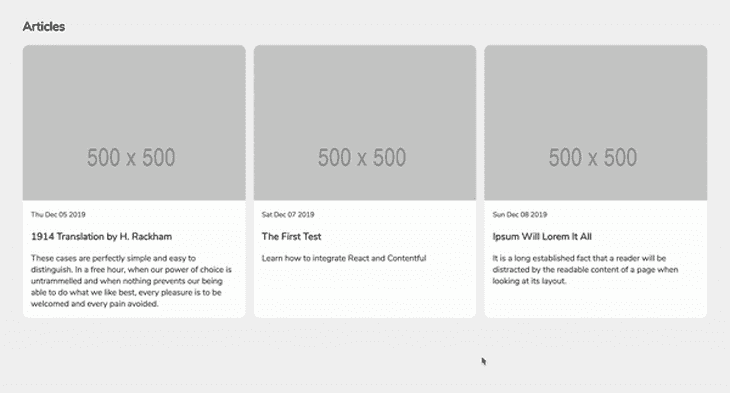 Articles
500 x 500
500 x 500
500 x 500
Thu Dec 05 2019
1914 Translation by H. Rackham
These cases are perfectly simple and easy to
distinguish. In a free hour, when our power of choice is
untrammelled and when nothing prevents our being
able to do what we like best, every pleasure is to be
welcomed and every pain avoided.
Sat Dec 07 2019
The First Test
Learn how to integrate React and Contentful
Sun Dec 08 2019
Ipsum Will Lorem It All
It is a long established fact that a reader will be
distracted by the readable content of a page when
looking at its layout.